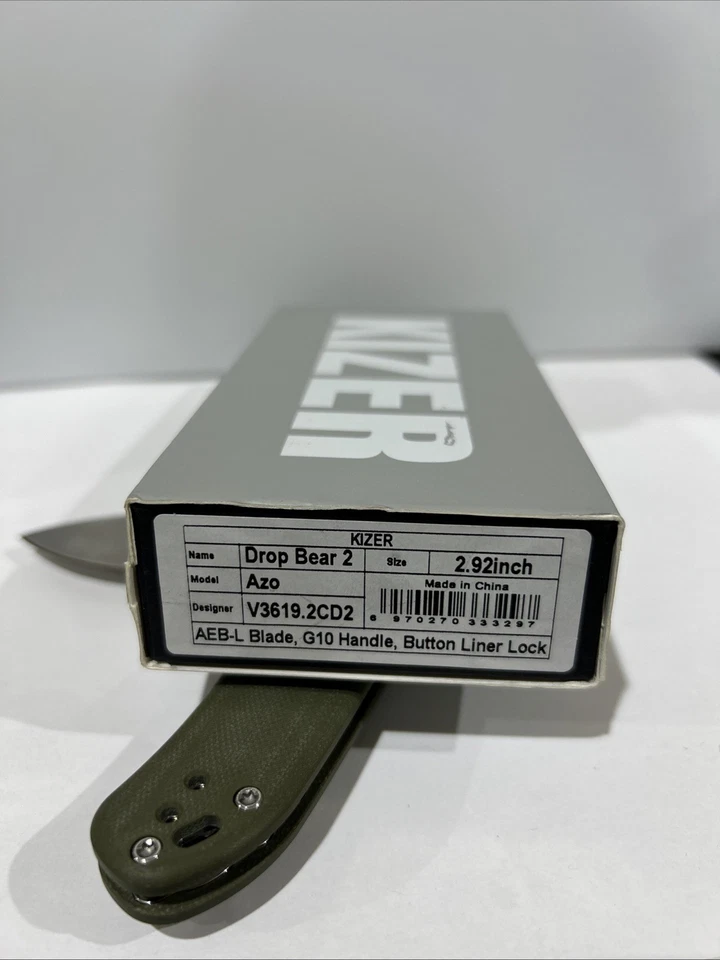 KIZER
KIZER
Name Drop Bear 2 Size 2.92inch
Model Azo Made in China
Designer V3619.2CD2 6 970270 333297
AEB-L Blade, G10 Handle, Button Liner Lock